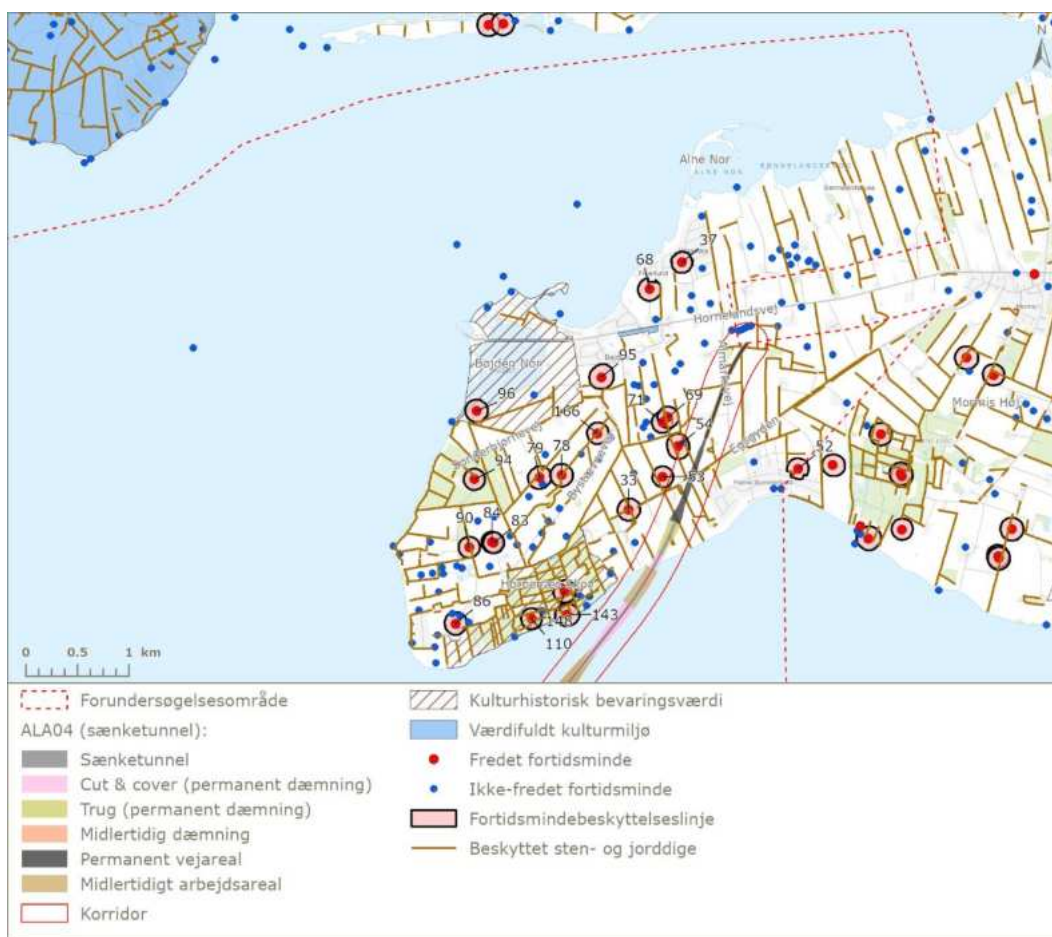 N
Alne Nor
37
68
Hornelandsvej
95
Bøjden Nor
96
166
71
69
54
52
79
78
94
33
53
90
84
83
86
143
148
110
0 0.5 1 km
Forundersøgelsesområde
ALA04 (sænketunnel):
Sænketunnel
Cut & cover (permanent dæmning)
Trug (permanent dæmning)
Midlertidig dæmning
Permanent vejareal
Midlertidigt arbejdsareal
Korridor
Kulturhistorisk bevaringsværdi
Værdifuldt kulturmiljø
Fredet fortidsminde
Ikke-fredet fortidsminde
Fortidsmindebeskyttelseslinje
Beskyttet sten- og jorddige